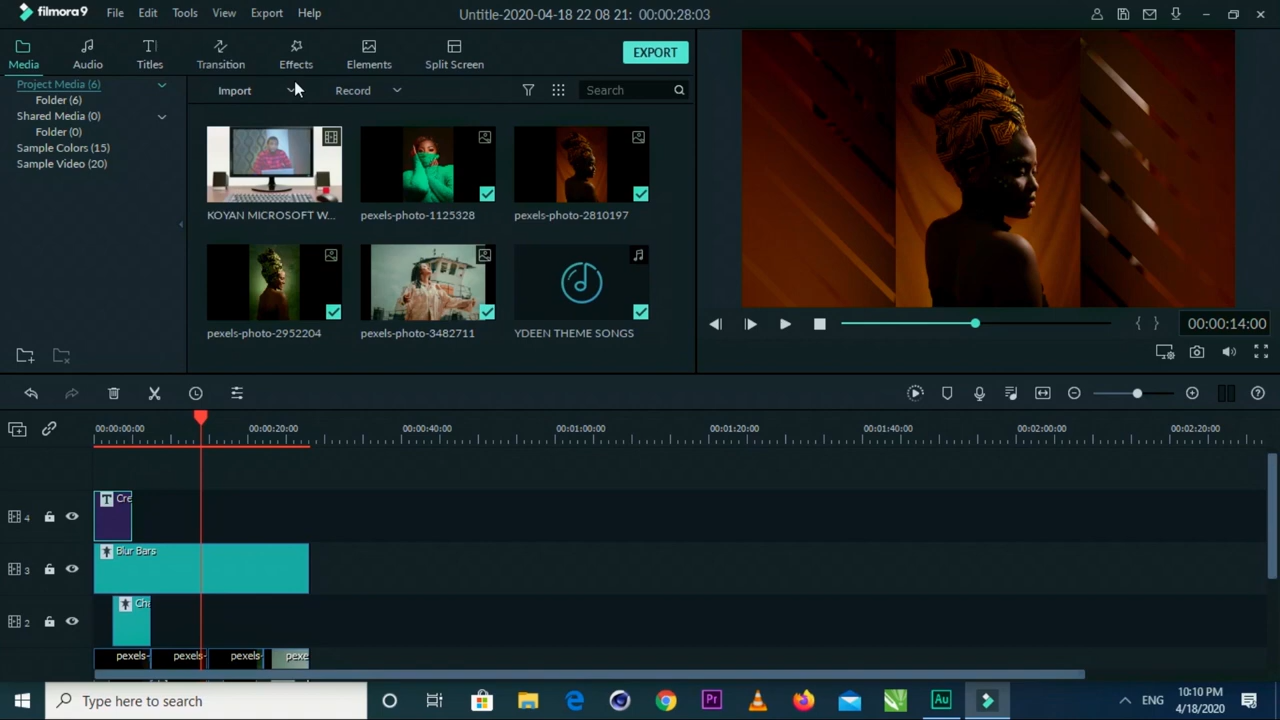 filmora9 File Edit Tools View Export Help Untitle-2020-04-18 22 08 21: 00:00:28:03
Media Audio Titles Transition Effects Elements Split Screen EXPORT
Project Media (6)
Folder (6)
Shared Media (0)
Folder (0)
Sample Colors (15)
Sample Video (20)
Import Record Search
KOYAN MICROSOFT W... pexels-photo-1125328 pexels-photo-2810197
pexels-photo-2952204 pexels-photo-3482711 YDEEN THEME SONGS
00:00:14:00
00:00:00:00 00:00:20:00 00:00:40:00 00:01:00:00 00:01:20:00 00:01:40:00 00:02:00:00 00:02:20:00
4 T Cre
3 Blur Bars
2 Cha
pexels- pexels- pexels- pexe
Type here to search Pr Au ENG 10:10 PM
4/18/2020